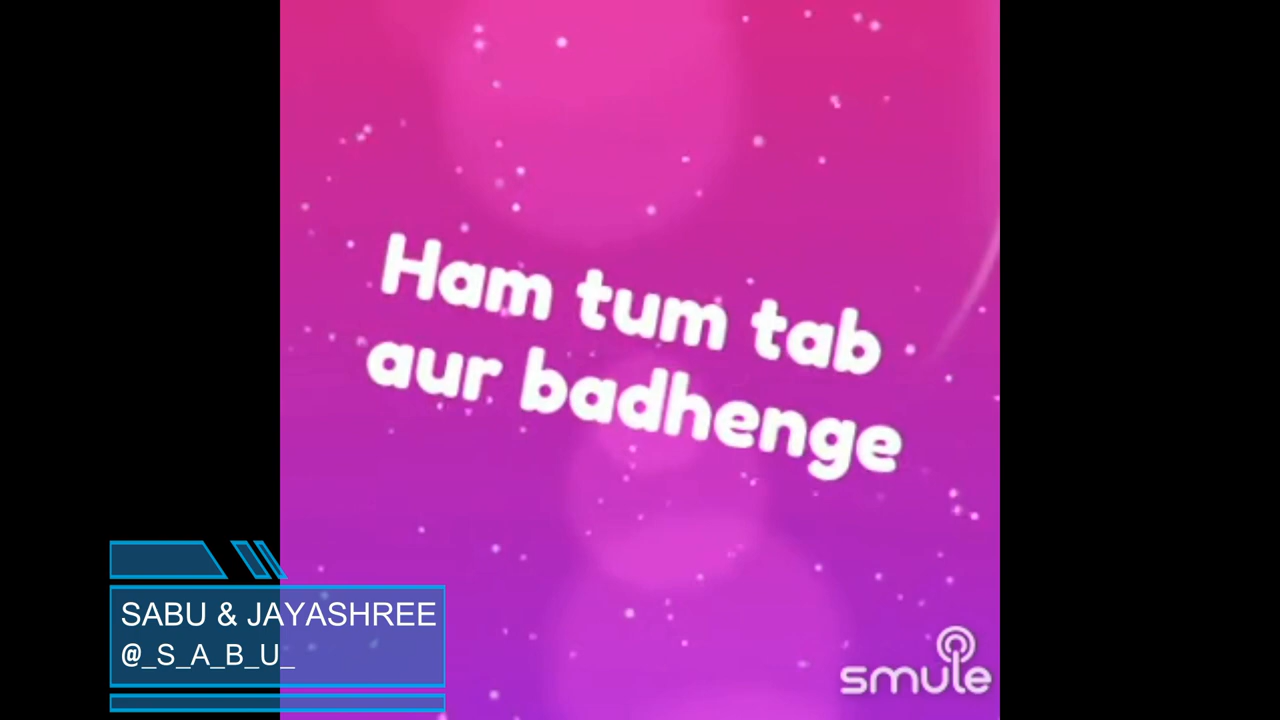 Ham tum tab
aur badhenge
SABU & JAYASHREE
@_S_A_B_U_
smule